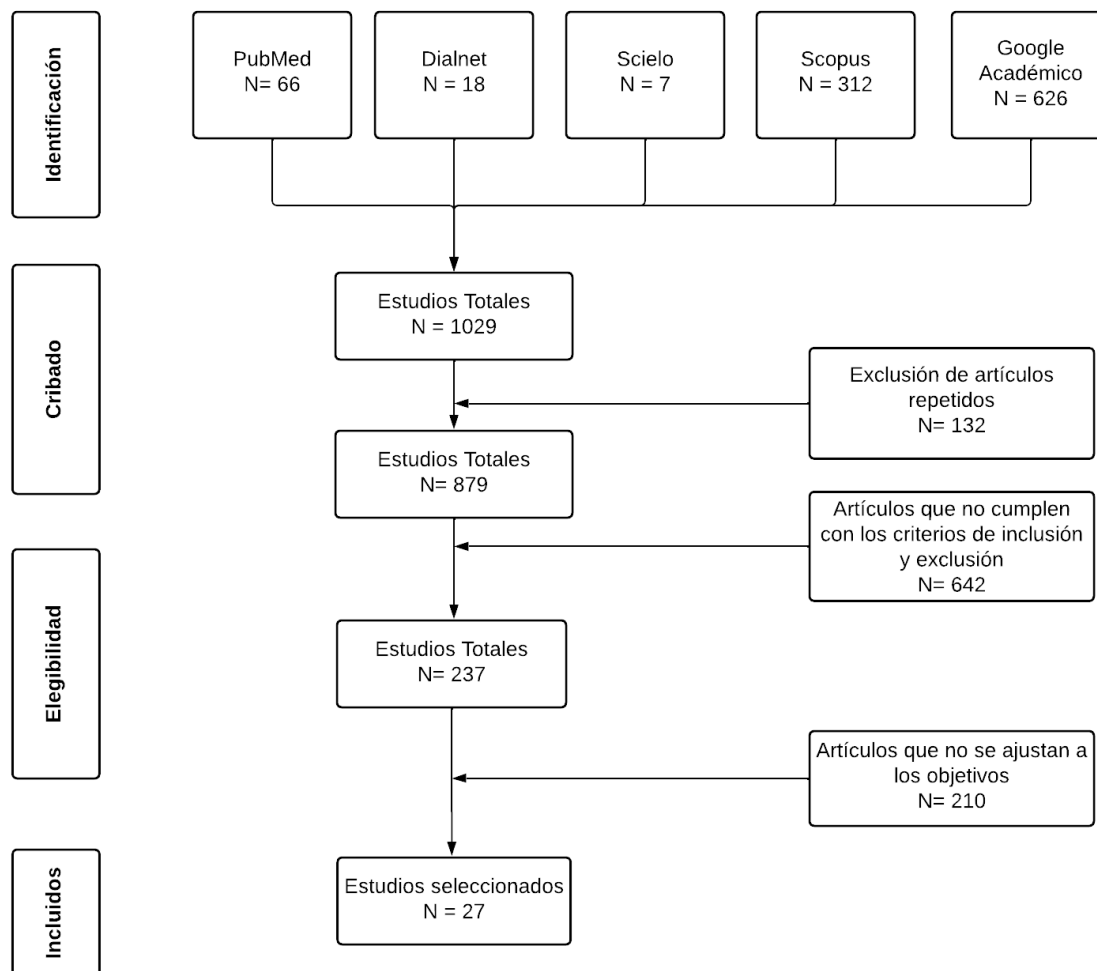 Identificación
PubMed
N= 66
Dialnet
N = 18
Scielo
N= 7
Scopus
N = 312
Google
Académico
N = 626
Cribado
Estudios Totales
N = 1029
Exclusión de artículos
repetidos
N= 132
Estudios Totales
N= 879
Artículos que no cumplen
con los criterios de inclusión
y exclusión
N= 642
Elegibilidad
Estudios Totales
N= 237
Artículos que no se ajustan a
los objetivos
N= 210
Incluidos
Estudios seleccionados
N = 27